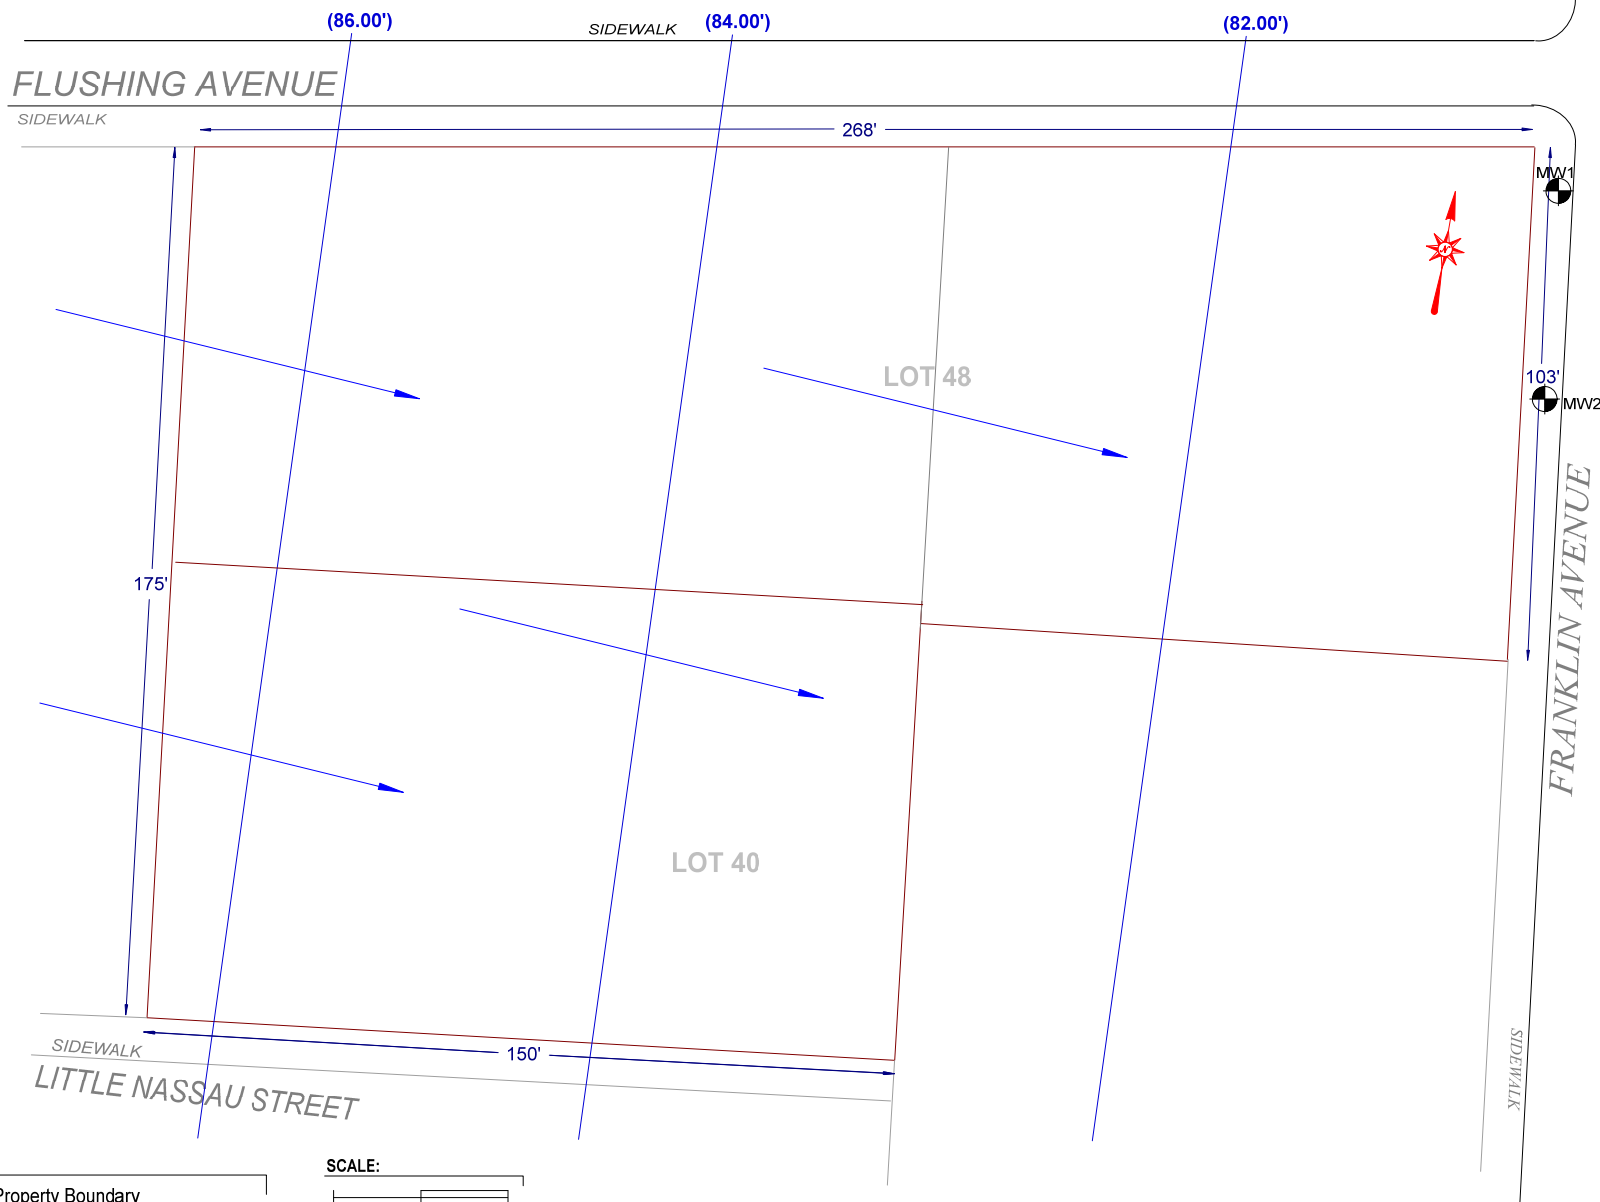 (86.00')
SIDEWALK
(84.00')
(82.00')
FLUSHING AVENUE
SIDEWALK
268'
MW1
N
LOT 48
103'
MW2
FRANKLIN AVENUE
175'
LOT 40
SIDEWALK
150'
SIDEWALK
LITTLE NASSAU STREET
SCALE:
Property Boundary